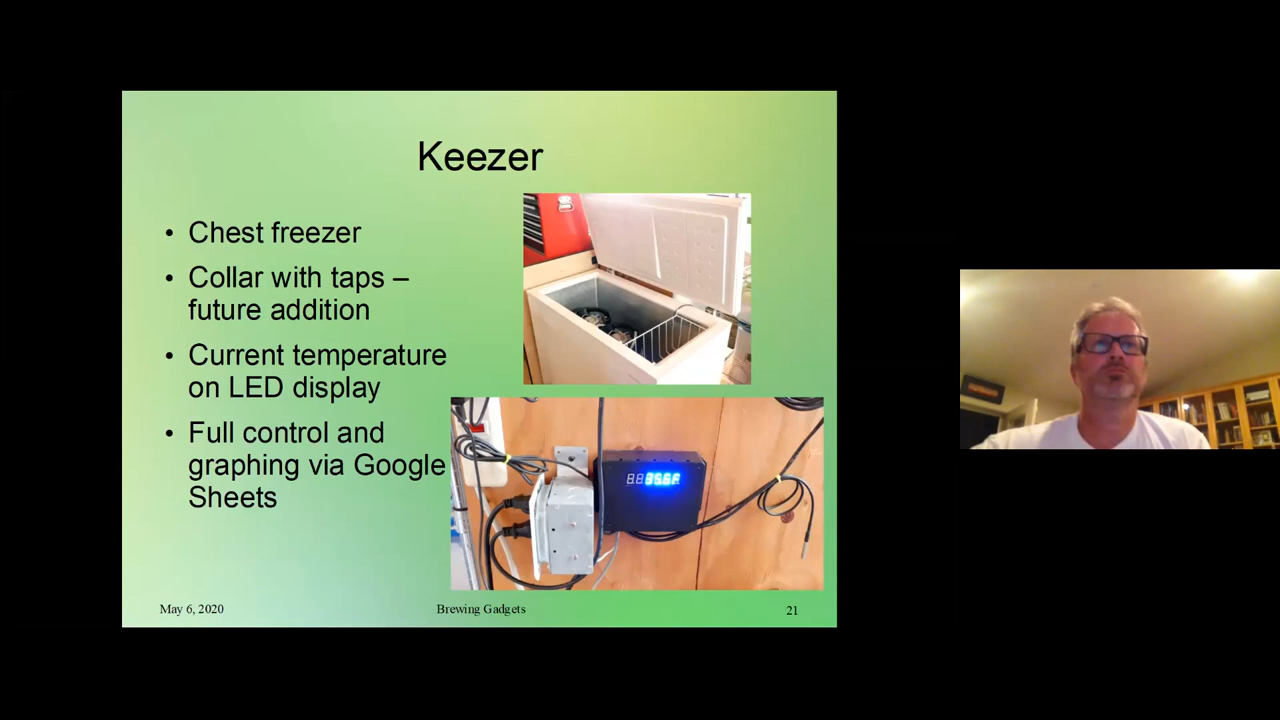 Keezer
• Chest freezer
• Collar with taps –
future addition
• Current temperature
on LED display
• Full control and
graphing via Google
Sheets
May 6, 2020
Brewing Gadgets
21